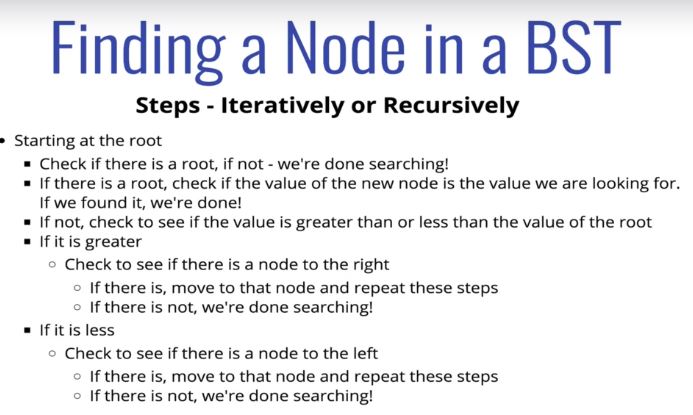 Finding a Node in a BST
Steps - Iteratively or Recursively
• Starting at the root
▪ Check if there is a root, if not - we're done searching!
▪ If there is a root, check if the value of the new node is the value we are looking for.
If we found it, we're done!
▪ If not, check to see if the value is greater than or less than the value of the root
▪ If it is greater
○ Check to see if there is a node to the right
○ If there is, move to that node and repeat these steps
○ If there is not, we're done searching!
▪ If it is less
○ Check to see if there is a node to the left
○ If there is, move to that node and repeat these steps
○ If there is not, we're done searching!